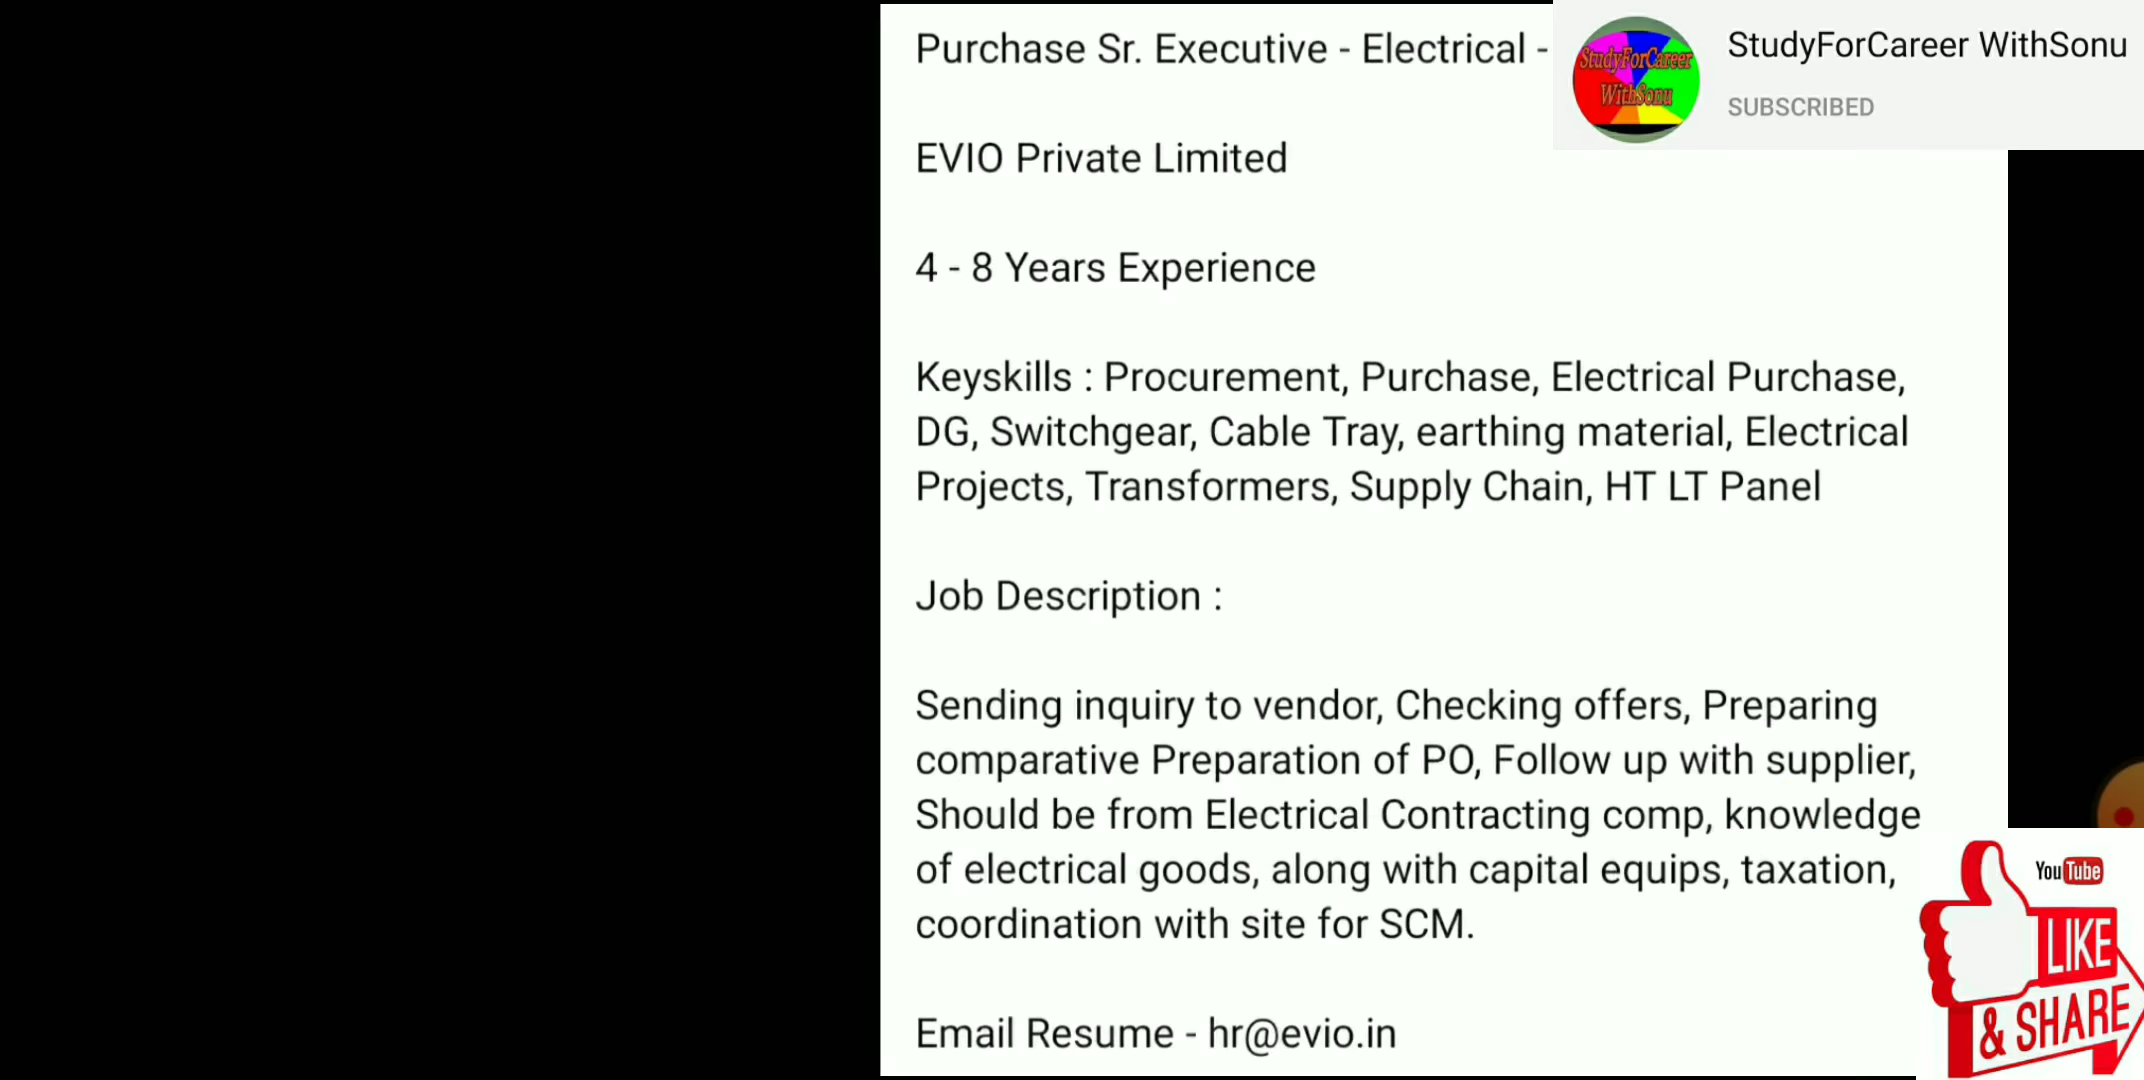 Purchase Sr. Executive - Electrical -
StudyForCareer WithSonu
SUBSCRIBED
StudyForCareer
WithSonu
EVIO Private Limited
4 - 8 Years Experience
Keyskills : Procurement, Purchase, Electrical Purchase,
DG, Switchgear, Cable Tray, earthing material, Electrical
Projects, Transformers, Supply Chain, HT LT Panel
Job Description :
Sending inquiry to vendor, Checking offers, Preparing
comparative Preparation of PO, Follow up with supplier,
Should be from Electrical Contracting comp, knowledge
of electrical goods, along with capital equips, taxation,
coordination with site for SCM.
Email Resume - hr@evio.in
YouTube
LIKE
& SHARE